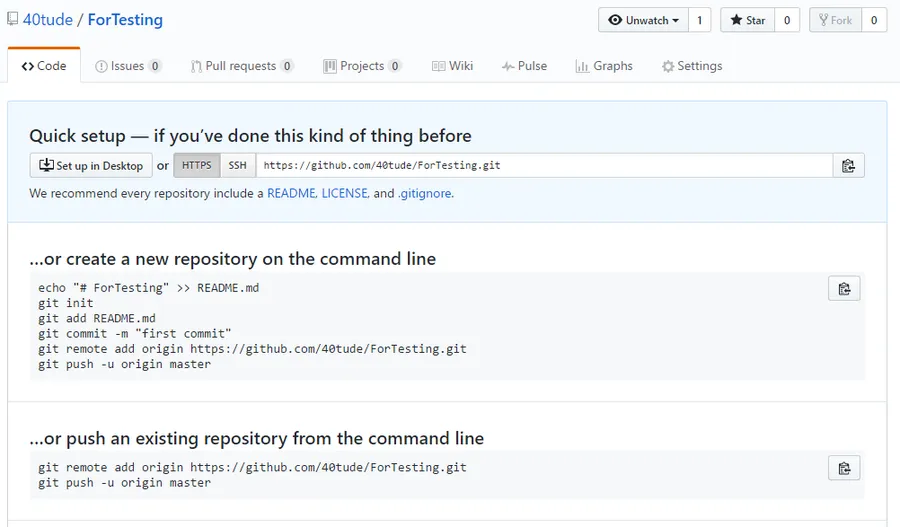 40tude / ForTesting
Unwatch 1 Star 0 Fork 0
Code Issues 0 Pull requests 0 Projects 0 Wiki Pulse Graphs Settings
Quick setup — if you’ve done this kind of thing before
Set up in Desktop or HTTPS SSH https://github.com/40tude/ForTesting.git
We recommend every repository include a README, LICENSE, and .gitignore.
…or create a new repository on the command line
echo "# ForTesting" >> README.md
git init
git add README.md
git commit -m "first commit"
git remote add origin https://github.com/40tude/ForTesting.git
git push -u origin master
…or push an existing repository from the command line
git remote add origin https://github.com/40tude/ForTesting.git
git push -u origin master